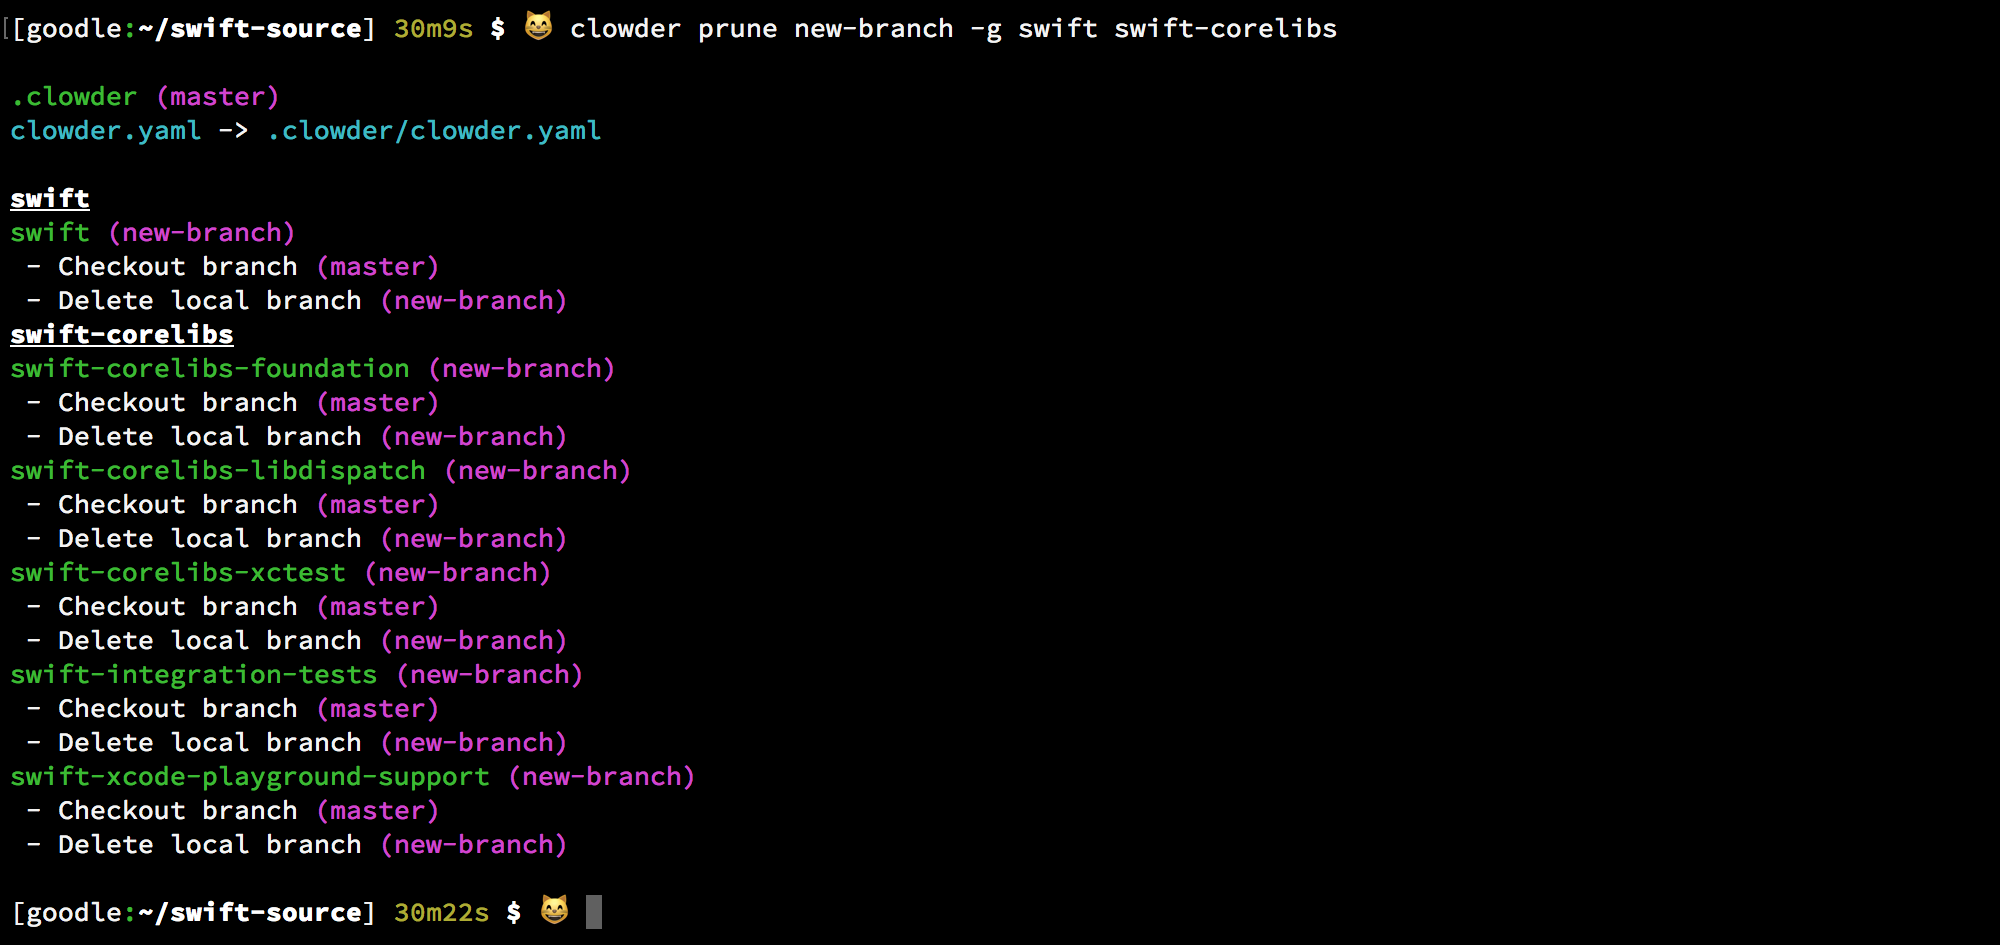 [[goodle:~/swift-source] 30m9s $ 😸 clowder prune new-branch -g swift swift-corelibs
.clowder (master)
clowder.yaml -> .clowder/clowder.yaml
swift
swift (new-branch)
- Checkout branch (master)
- Delete local branch (new-branch)
swift-corelibs
swift-corelibs-foundation (new-branch)
- Checkout branch (master)
- Delete local branch (new-branch)
swift-corelibs-libdispatch (new-branch)
- Checkout branch (master)
- Delete local branch (new-branch)
swift-corelibs-xctest (new-branch)
- Checkout branch (master)
- Delete local branch (new-branch)
swift-integration-tests (new-branch)
- Checkout branch (master)
- Delete local branch (new-branch)
swift-xcode-playground-support (new-branch)
- Checkout branch (master)
- Delete local branch (new-branch)
[goodle:~/swift-source] 30m22s $ 😸